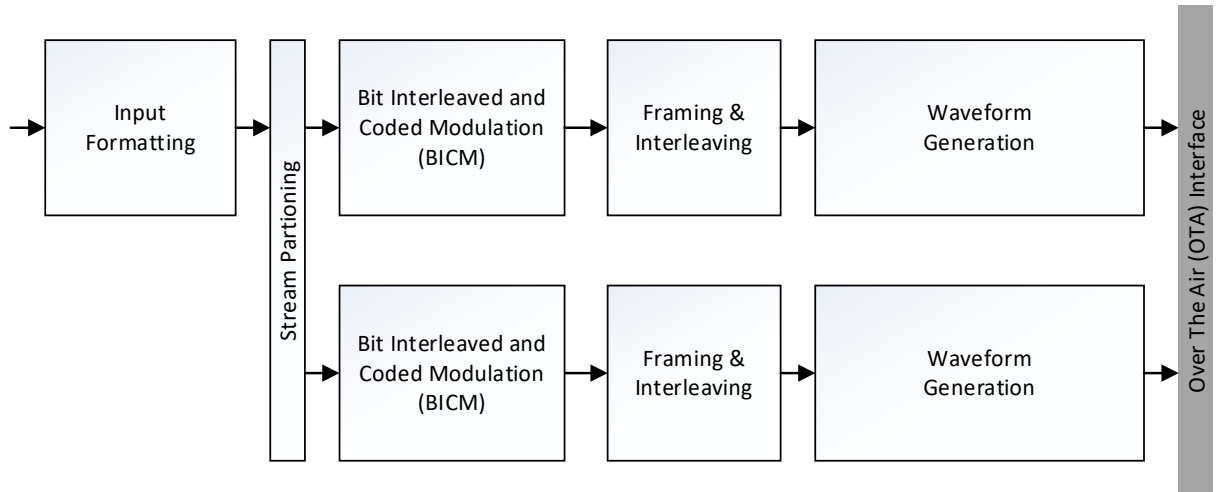 Input
Formatting
Stream Partioning
Bit Interleaved and
Coded Modulation
(BICM)
Framing &
Interleaving
Waveform
Generation
Over The Air (OTA) Interface
Bit Interleaved and
Coded Modulation
(BICM)
Framing &
Interleaving
Waveform
Generation